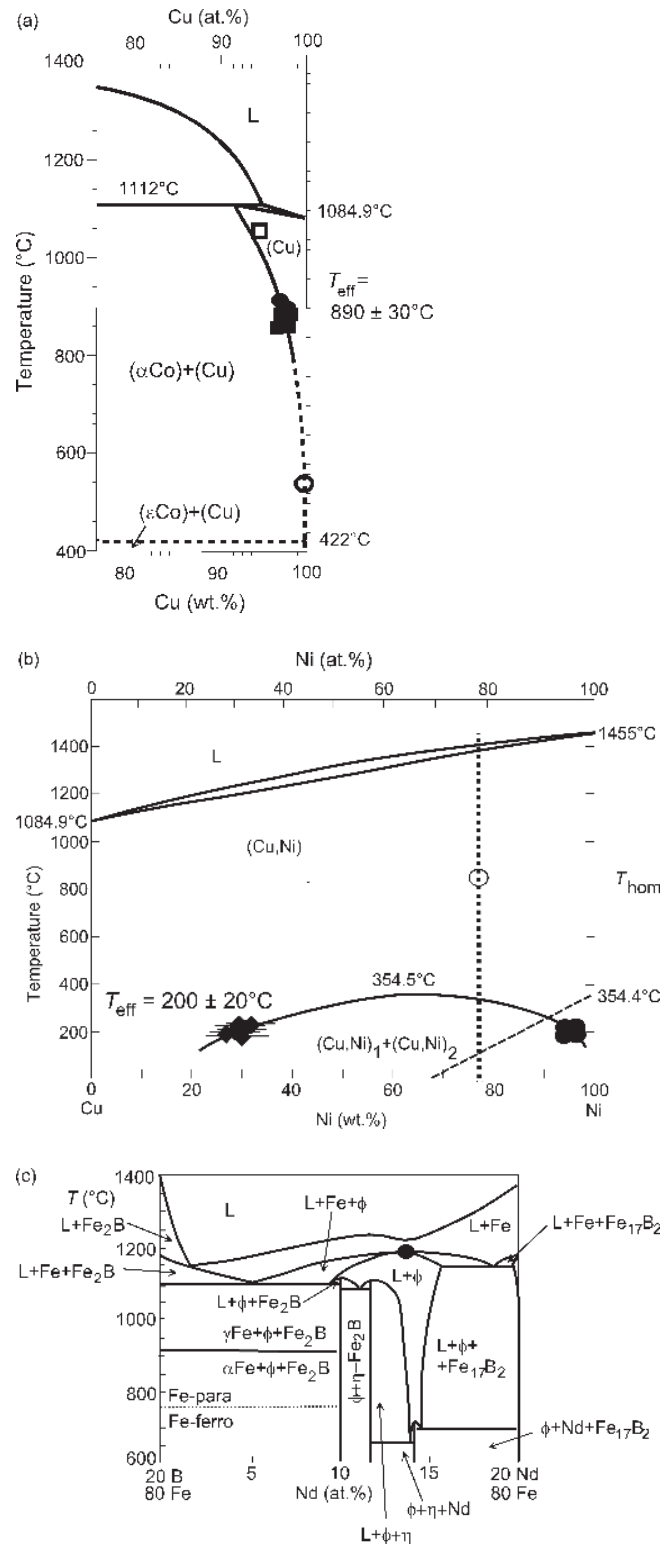 (a)
Cu (at.%)
80 90 100
1400
L
1200
1112°C
1084.9°C
(Cu)
1000
T_eff =
890 ± 30°C
Temperature (°C)
800
(αCo)+(Cu)
600
(εCo)+(Cu)
422°C
400
80 90 100
Cu (wt.%)
(b)
Ni (at.%)
0 20 40 60 80 100
1455°C
1400
L
1200
1084.9°C
1000
(Cu,Ni)
Temperature (°C)
800
T_hom
600
354.5°C
400
T_eff = 200 ± 20°C
354.4°C
200
(Cu,Ni)₁+(Cu,Ni)₂
0 20 40 60 80 100
Cu Ni (wt.%) Ni
(c)
1400
T (°C)
L+Fe+ϕ
L
L+Fe
L+Fe₂B
L+Fe+Fe₁₇B₂
1200
L+Fe+Fe₂B
L+ϕ
L+ϕ+Fe₂B
1000
γFe+ϕ+Fe₂B
αFe+ϕ+Fe₂B
ϕ+η–Fe₂B
L+ϕ+
+Fe₁₇B₂
800
Fe-para
Fe-ferro
ϕ+Nd+Fe₁₇B₂
600
20 B 5 10 15 20 Nd
80 Fe Nd (at.%) 80 Fe
ϕ+η+Nd
L+ϕ+η